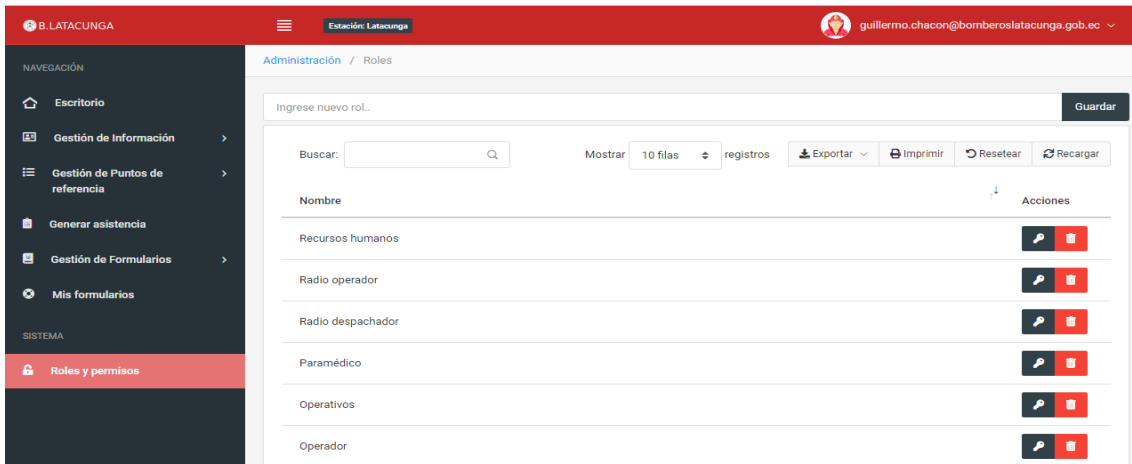 B.LATACUNGA
Estación: Latacunga
guillermo.chacon@bomberoslatacunga.gob.ec
NAVEGACIÓN
Escritorio
Gestión de Información
Gestión de Puntos de
referencia
Generar asistencia
Gestión de Formularios
Mis formularios
SISTEMA
Roles y permisos
Administración / Roles
Ingrese nuevo rol..
Guardar
Buscar:
Mostrar 10 filas registros
Exportar
Imprimir
Resetear
Recargar
Nombre
Acciones
Recursos humanos
Radio operador
Radio despachador
Paramédico
Operativos
Operador